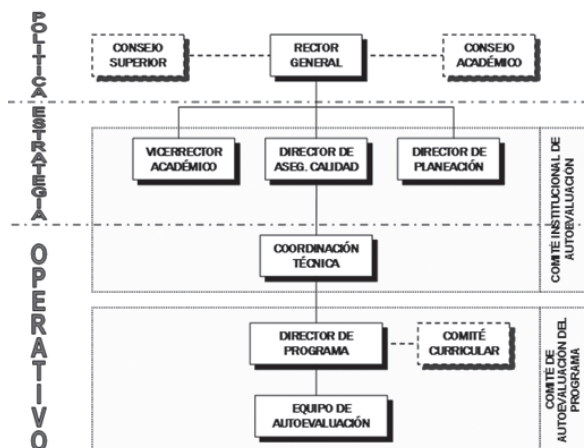 POLÍTICA
CONSEJO
SUPERIOR
RECTOR
GENERAL
CONSEJO
ACADÉMICO
ESTRATEGIA
VICERRECTOR
ACADÉMICO
DIRECTOR DE
ASEG. CALIDAD
DIRECTOR DE
PLANEACIÓN
COMITÉ INSTITUCIONAL DE
AUTOEVALUACIÓN
OPERATIVO
COORDINACIÓN
TÉCNICA
DIRECTOR DE
PROGRAMA
COMITÉ
CURRICULAR
EQUIPO DE
AUTOEVALUACIÓN
COMITÉ DE
AUTOEVALUACIÓN DEL
PROGRAMA